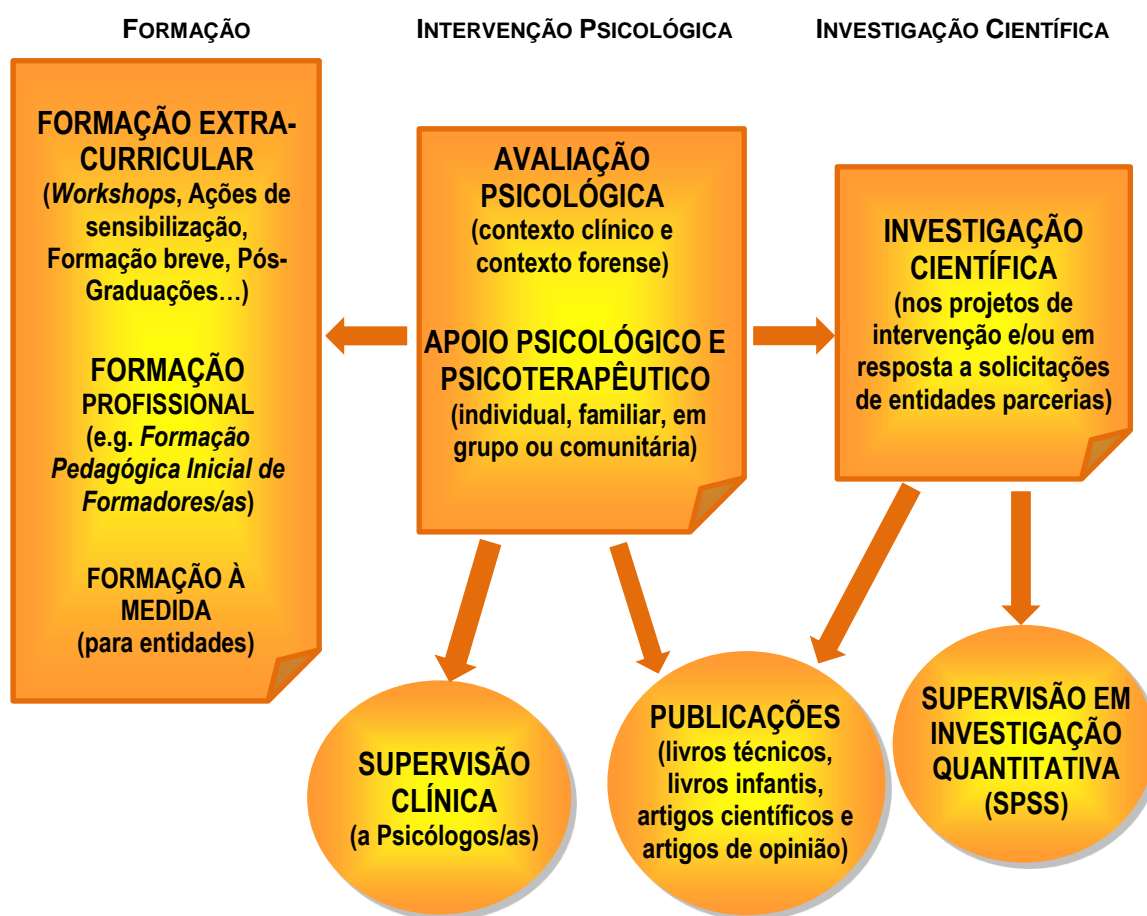 FORMAÇÃO
INTERVENÇÃO PSICOLÓGICA
INVESTIGAÇÃO CIENTÍFICA
FORMAÇÃO EXTRA-
CURRICULAR
(Workshops, Ações de
sensibilização,
Formação breve, Pós-
Graduações…)
FORMAÇÃO
PROFISSIONAL
(e.g. Formação
Pedagógica Inicial de
Formadores/as)
FORMAÇÃO À
MEDIDA
(para entidades)
AVALIAÇÃO
PSICOLÓGICA
(contexto clínico e
contexto forense)
APOIO PSICOLÓGICO E
PSICOTERAPÊUTICO
(individual, familiar, em
grupo ou comunitária)
INVESTIGAÇÃO
CIENTÍFICA
(nos projetos de
intervenção e/ou em
resposta a solicitações
de entidades parcerias)
SUPERVISÃO
CLÍNICA
(a Psicólogos/as)
PUBLICAÇÕES
(livros técnicos,
livros infantis,
artigos científicos e
artigos de opinião)
SUPERVISÃO EM
INVESTIGAÇÃO
QUANTITATIVA
(SPSS)